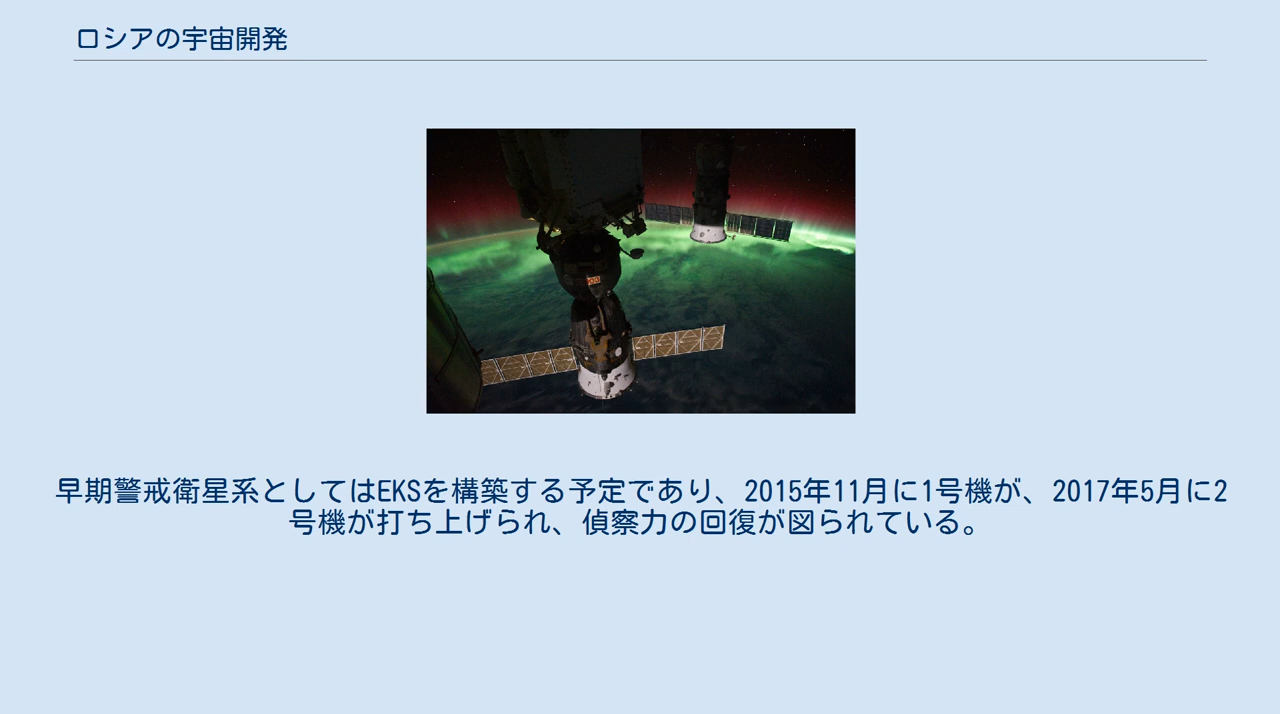 ロシアの宇宙開発
早期警戒衛星系としてはEKSを構築する予定であり、2015年11月に1号機が、2017年5月に2
号機が打ち上げられ、偵察力の回復が図られている。